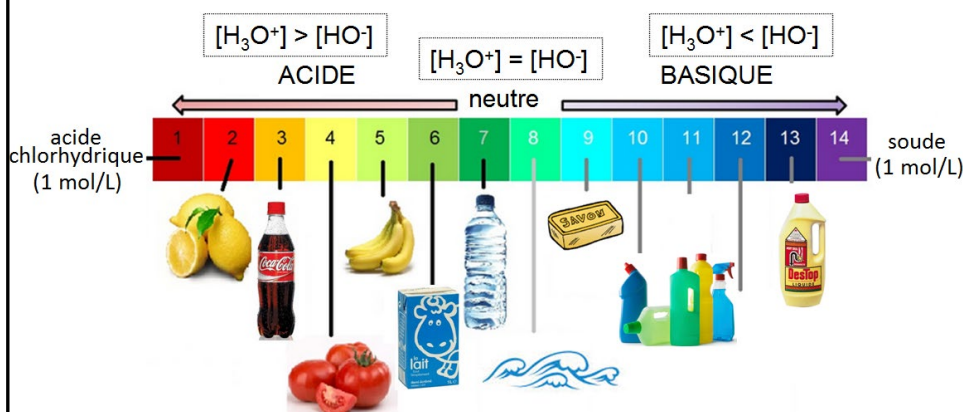 [H₃O⁺] > [HO⁻]
[H₃O⁺] = [HO⁻]
[H₃O⁺] < [HO⁻]
ACIDE
neutre
BASIQUE
acide
chlorhydrique
(1 mol/L)
1 2 3 4 5 6 7 8 9 10 11 12 13 14
soude
(1 mol/L)
Coca-Cola
SAVON
lait
DesTop
LIQUIDE